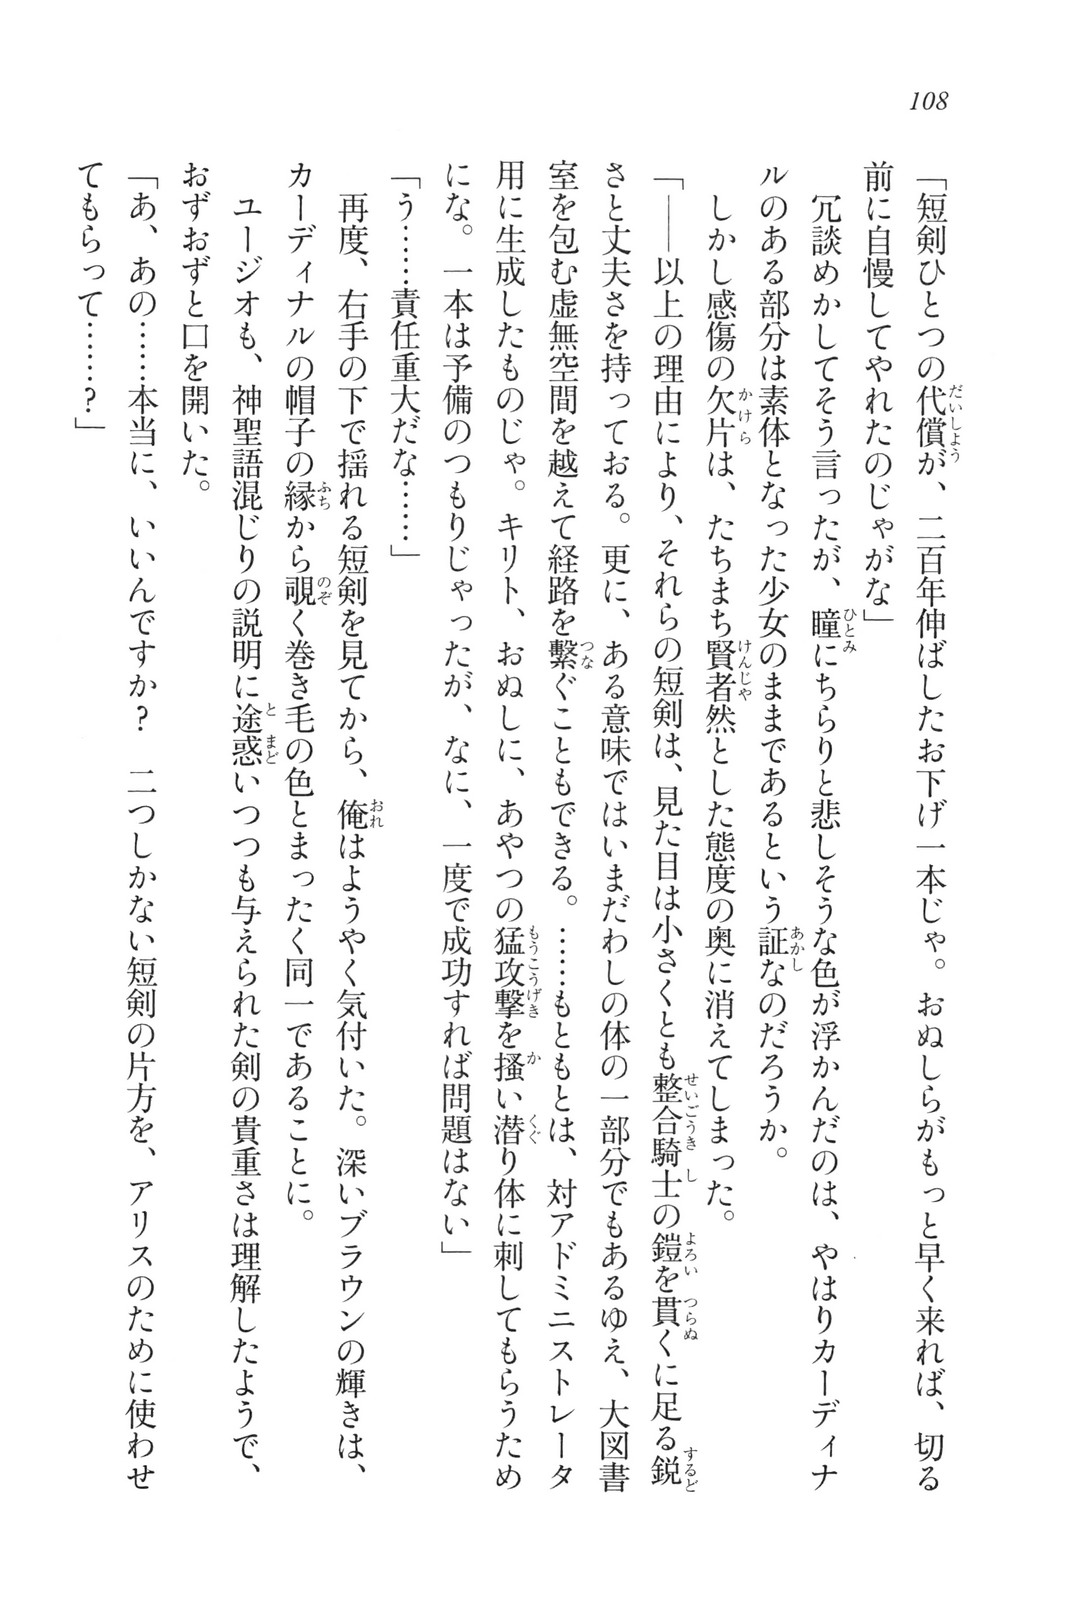 108
「短剣ひとつの代償が、二百年伸ばしたお下げ一本じゃ。おぬしらがもっと早く来れば、切る
前に自慢してやれたのじゃがな」
　冗談めかしてそう言ったが、瞳にちらりと悲しそうな色が浮かんだのは、やはりカーディナ
ルのある部分は素体となった少女のままであるという証なのだろうか。
　しかし感傷の欠片は、たちまち賢者然とした態度の奥に消えてしまった。
「――以上の理由により、それらの短剣は、見た目は小さくとも整合騎士の鎧を貫くに足る鋭
さと丈夫さを持っておる。更に、ある意味ではいまだわしの体の一部分でもあるゆえ、大図書
室を包む虚無空間を越えて経路を繋ぐこともできる。……もともとは、対アドミニストレータ
用に生成したものじゃ。キリト、おぬしに、あやつの猛攻撃を掻い潜り体に刺してもらうため
にな。一本は予備のつもりじゃったが、なに、一度で成功すれば問題はない」
「う……責任重大だな……」
　再度、右手の下で揺れる短剣を見てから、俺はようやく気付いた。深いブラウンの輝きは、
カーディナルの帽子の縁から覗く巻き毛の色とまったく同一であることに。
　ユージオも、神聖語混じりの説明に途惑いつつも与えられた剣の貴重さは理解したようで、
おずおずと口を開いた。
「あ、あの……本当に、いいんですか？　二つしかない短剣の片方を、アリスのために使わせ
てもらって……？」